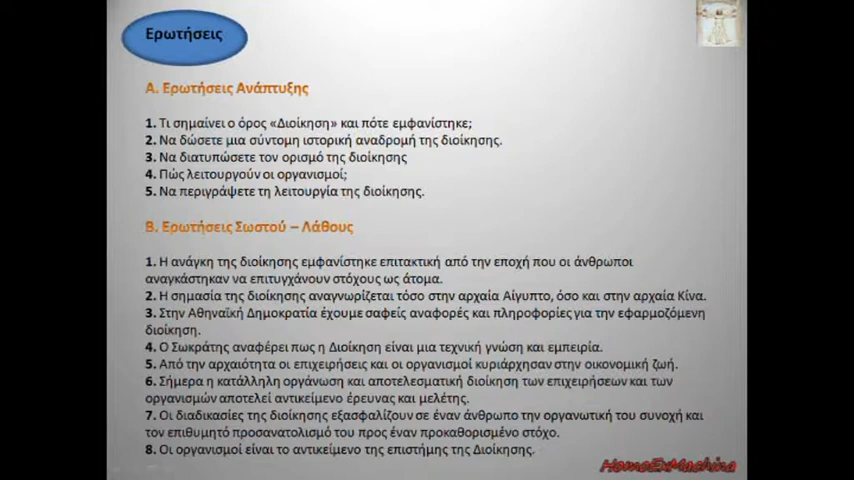 Ερωτήσεις
Α. Ερωτήσεις Ανάπτυξης
1. Τι σημαίνει ο όρος «Διοίκηση» και πότε εμφανίστηκε;
2. Να δώσετε μια σύντομη ιστορική αναδρομή της διοίκησης.
3. Να διατυπώσετε τον ορισμό της διοίκησης
4. Πώς λειτουργούν οι οργανισμοί;
5. Να περιγράψετε τη λειτουργία της διοίκησης.
Β. Ερωτήσεις Σωστού – Λάθους
1. Η ανάγκη της διοίκησης εμφανίστηκε επιτακτική από την εποχή που οι άνθρωποι
αναγκάστηκαν να επιτυγχάνουν στόχους ως άτομα.
2. Η σημασία της διοίκησης αναγνωρίζεται τόσο στην αρχαία Αίγυπτο, όσο και στην αρχαία Κίνα.
3. Στην Αθηναϊκή Δημοκρατία έχουμε σαφείς αναφορές και πληροφορίες για την εφαρμοζόμενη
διοίκηση.
4. Ο Σωκράτης αναφέρει πως η Διοίκηση είναι μια τεχνική γνώση και εμπειρία.
5. Από την αρχαιότητα οι επιχειρήσεις και οι οργανισμοί κυριάρχησαν στην οικονομική ζωή.
6. Σήμερα η κατάλληλη οργάνωση και αποτελεσματική διοίκηση των επιχειρήσεων και των
οργανισμών αποτελεί αντικείμενο έρευνας και μελέτης.
7. Οι διαδικασίες της διοίκησης εξασφαλίζουν σε έναν άνθρωπο την οργανωτική του συνοχή και
τον επιθυμητό προσανατολισμό του προς έναν προκαθορισμένο στόχο.
8. Οι οργανισμοί είναι το αντικείμενο της επιστήμης της Διοίκησης.
HomoExMachina